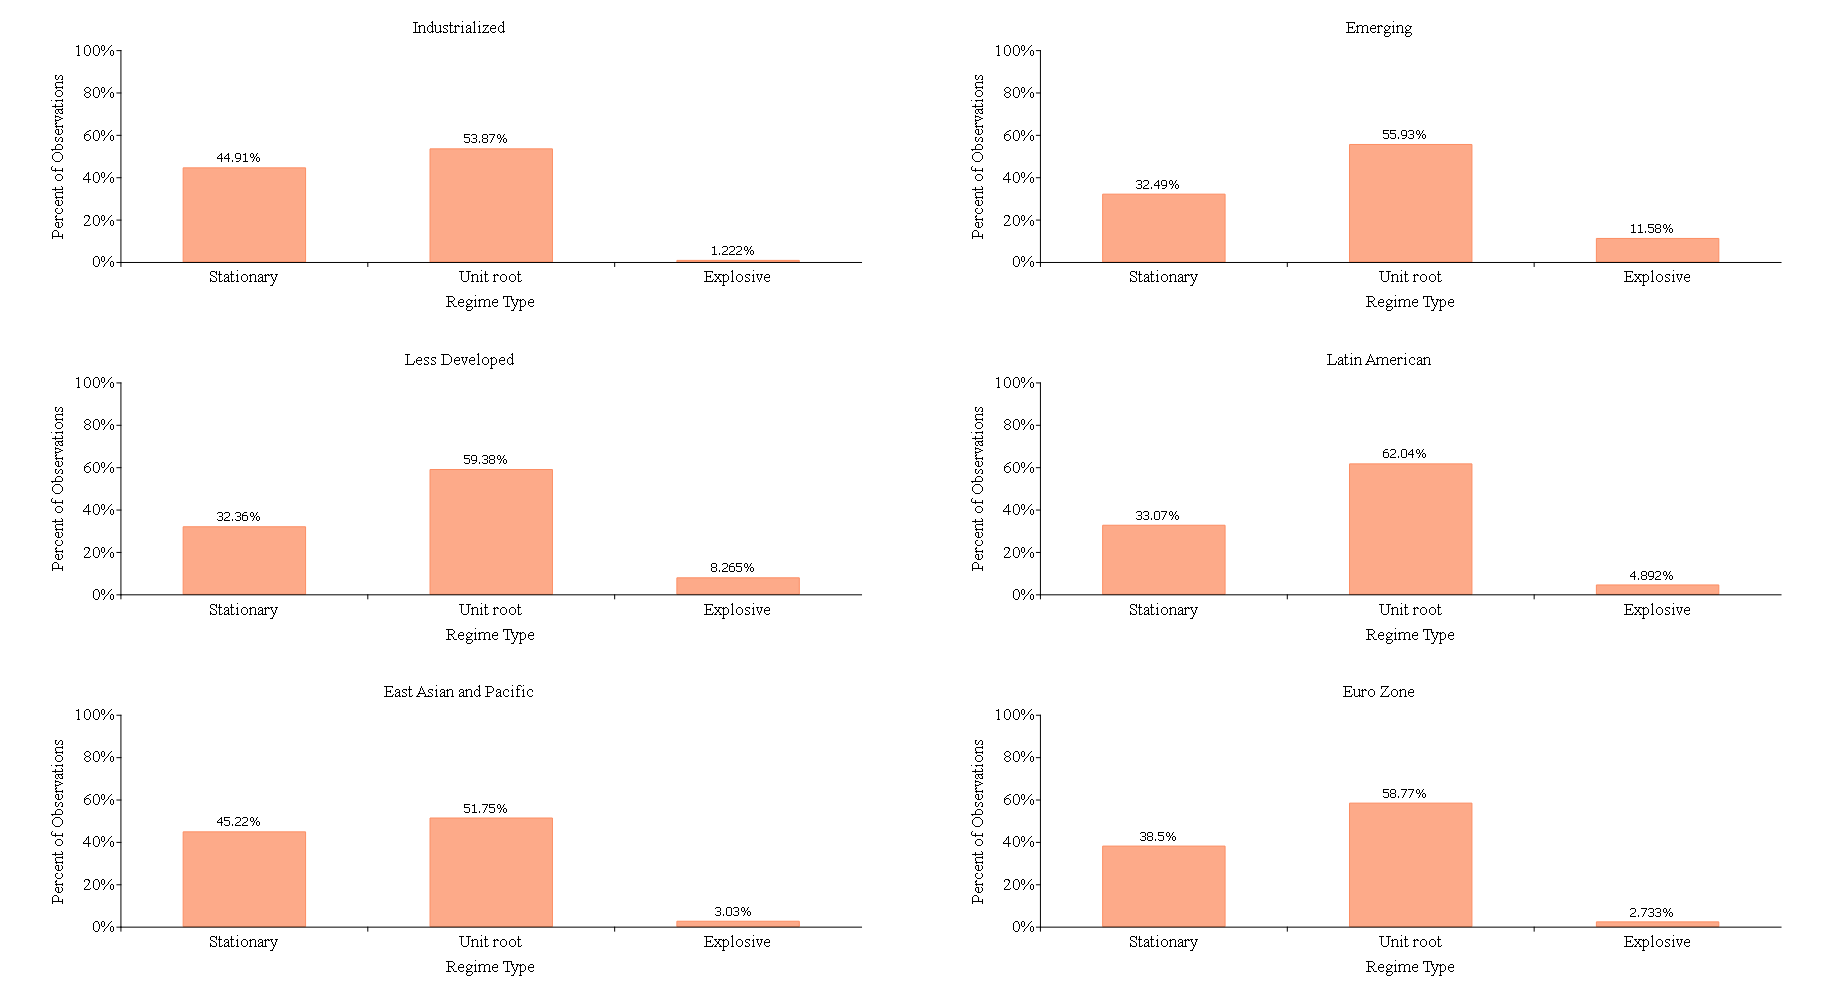 Industrialized
100%
80%
60%
40%
20%
0%
Percent of Observations
44.91%
53.87%
1.222%
Stationary Unit root Explosive
Regime Type
Emerging
100%
80%
60%
40%
20%
0%
Percent of Observations
32.49%
55.93%
11.58%
Stationary Unit root Explosive
Regime Type
Less Developed
100%
80%
60%
40%
20%
0%
Percent of Observations
32.36%
59.38%
8.265%
Stationary Unit root Explosive
Regime Type
Latin American
100%
80%
60%
40%
20%
0%
Percent of Observations
33.07%
62.04%
4.892%
Stationary Unit root Explosive
Regime Type
East Asian and Pacific
100%
80%
60%
40%
20%
0%
Percent of Observations
45.22%
51.75%
3.03%
Stationary Unit root Explosive
Regime Type
Euro Zone
100%
80%
60%
40%
20%
0%
Percent of Observations
38.5%
58.77%
2.733%
Stationary Unit root Explosive
Regime Type